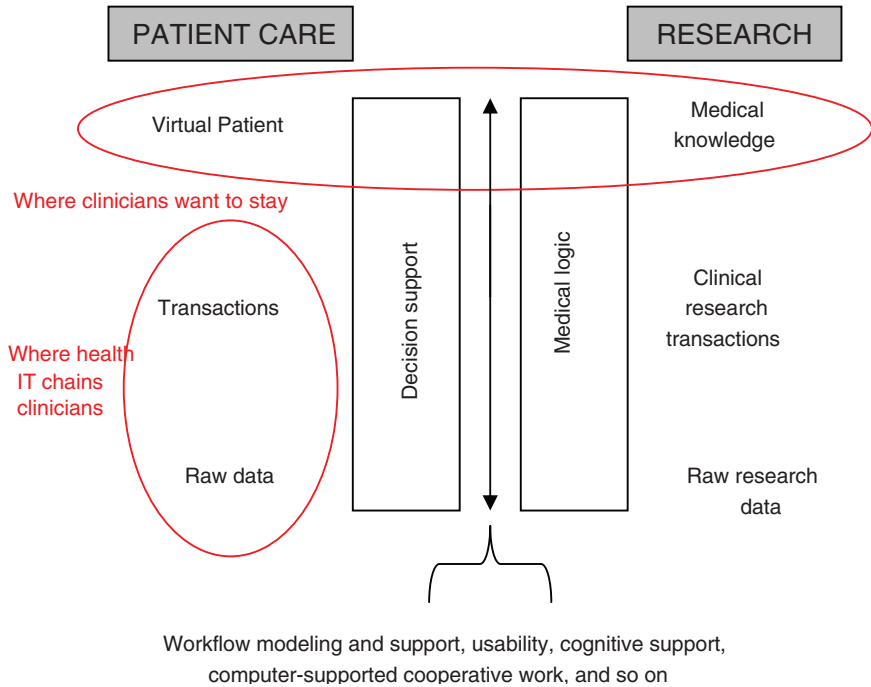 PATIENT CARE
RESEARCH
Virtual Patient
Medical
knowledge
Where clinicians want to stay
Transactions
Decision support
Medical logic
Clinical
research
transactions
Where health
IT chains
clinicians
Raw data
Raw research
data
Workflow modeling and support, usability, cognitive support,
computer-supported cooperative work, and so on